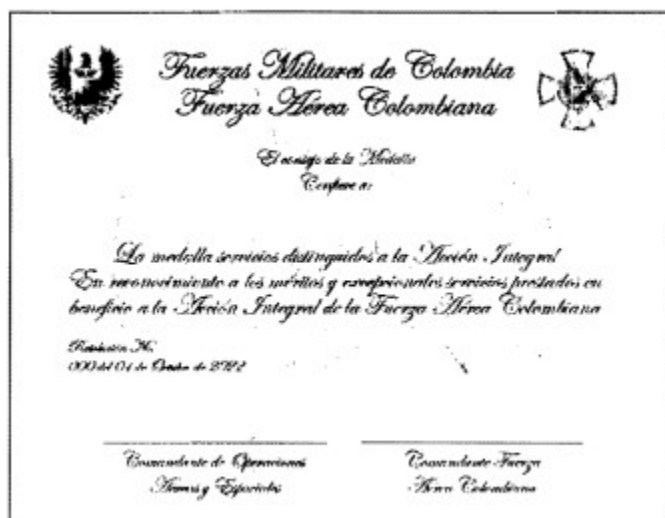 Fuerzas Militares de Colombia
Fuerza Aérea Colombiana
El consejo de la Medalla
Confiere a:
La medalla servicios distinguidos a la Acción Integral
En reconocimiento a los méritos y excepcionales servicios prestados en
beneficio a la Acción Integral de la Fuerza Aérea Colombiana
Resolución No.
000 del 04 de Octubre de
Comandante de Operaciones
Aéreas y Espaciales
Comandante Fuerza
Aérea Colombiana